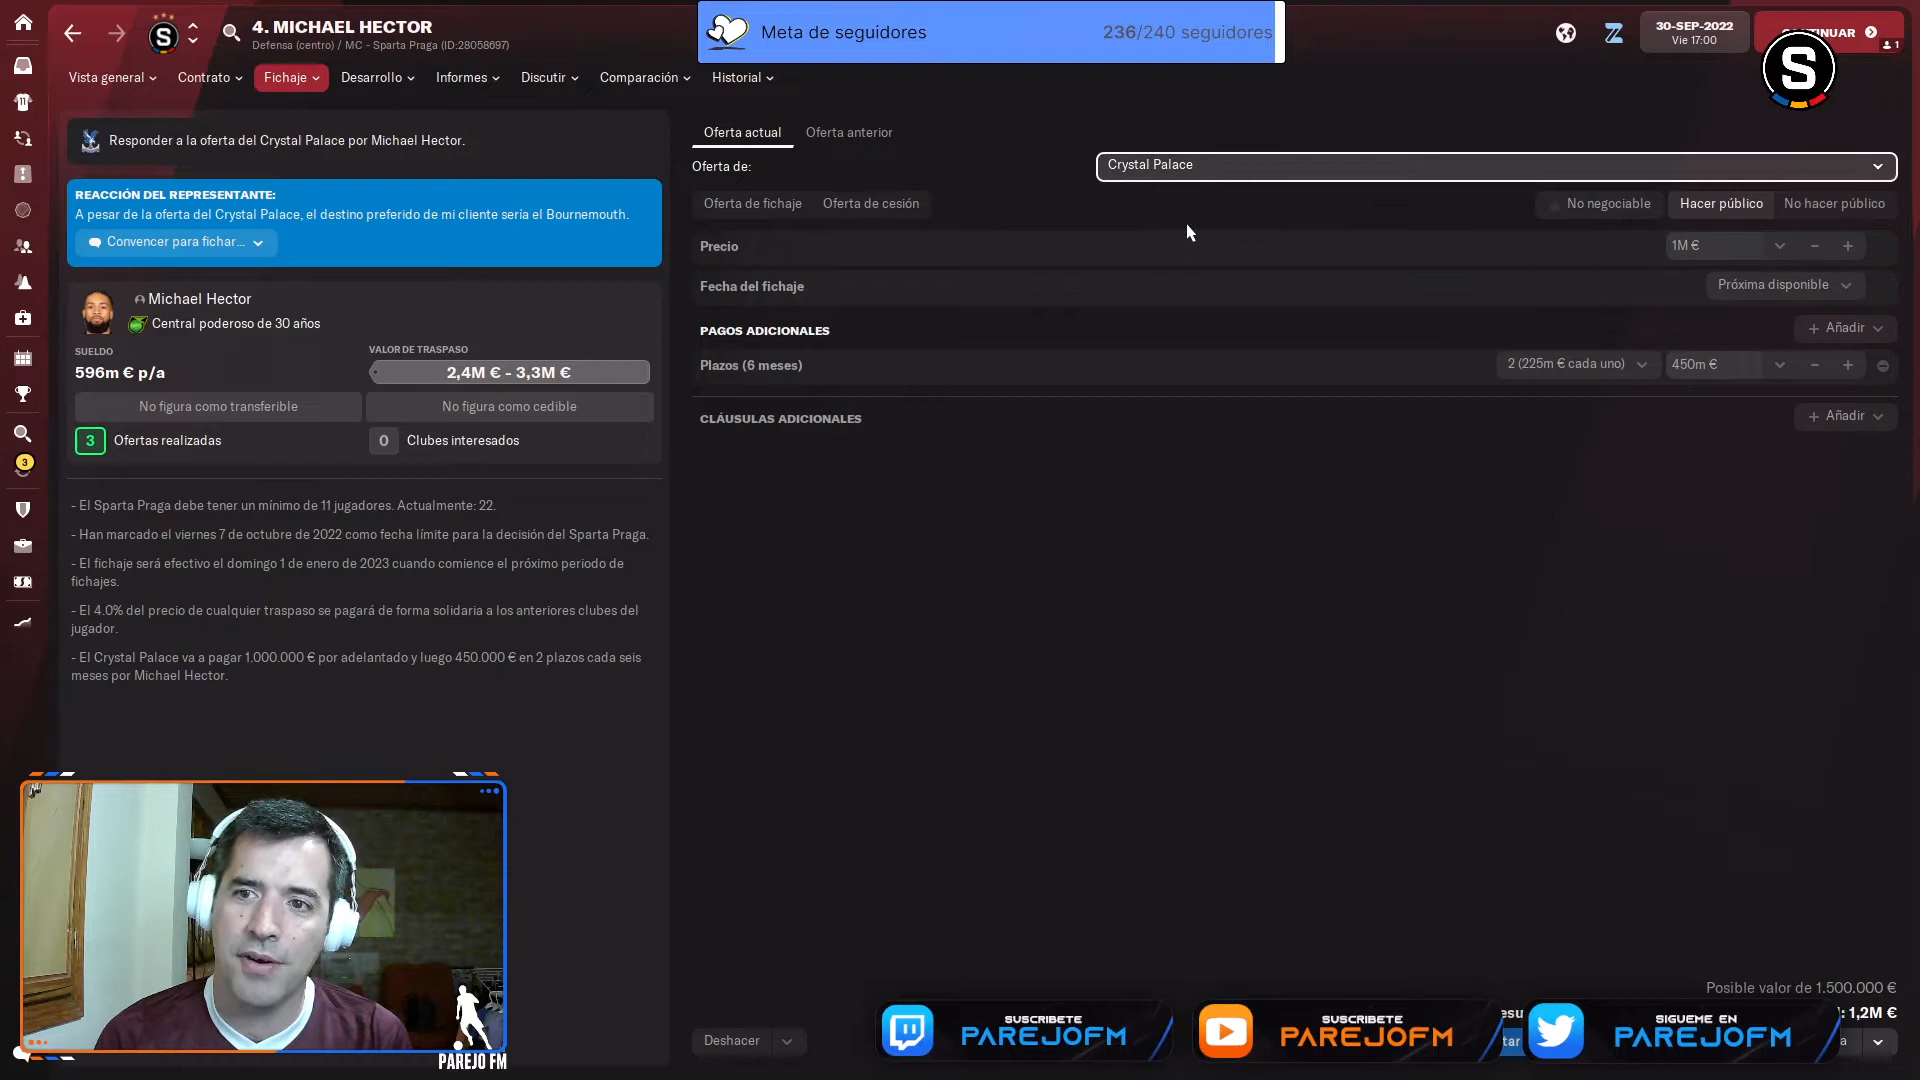 4. MICHAEL HECTOR
Defensa (centro) / MC - Sparta Praga (ID:28058697)
Meta de seguidores
236/240 seguidores
30-SEP-2022
Vie 17:00
1
Vista general
Contrato
Fichaje
Desarrollo
Informes
Discutir
Comparación
Historial
S
Responder a la oferta del Crystal Palace por Michael Hector.
REACCIÓN DEL REPRESENTANTE:
A pesar de la oferta del Crystal Palace, el destino preferido de mi cliente sería el Bournemouth.
Convencer para fichar...
Michael Hector
Central poderoso de 30 años
SUELDO
596m € p/a
VALOR DE TRASPASO
2,4M € - 3,3M €
No figura como transferible
No figura como cedible
3 Ofertas realizadas
0 Clubes interesados
3
- El Sparta Praga debe tener un mínimo de 11 jugadores. Actualmente: 22.
- Han marcado el viernes 7 de octubre de 2022 como fecha límite para la decisión del Sparta Praga.
- El fichaje será efectivo el domingo 1 de enero de 2023 cuando comience el próximo periodo de
fichajes.
- El 4.0% del precio de cualquier traspaso se pagará de forma solidaria a los anteriores clubes del
jugador.
- El Crystal Palace va a pagar 1.000.000 € por adelantado y luego 450.000 € en 2 plazos cada seis
meses por Michael Hector.
Oferta actual
Oferta anterior
Oferta de:
Crystal Palace
Oferta de fichaje
Oferta de cesión
No negociable
Hacer público
No hacer público
Precio
1M €
Fecha del fichaje
Próxima disponible
PAGOS ADICIONALES
+ Añadir
Plazos (6 meses)
2 (225m € cada uno)
450m €
CLÁUSULAS ADICIONALES
+ Añadir
Posible valor de 1.500.000 €
: 1,2M €
Deshacer
SUSCRIBETE
PAREJOFM
SUSCRIBETE
PAREJOFM
SIGUEME EN
PAREJOFM
PAREJO FM